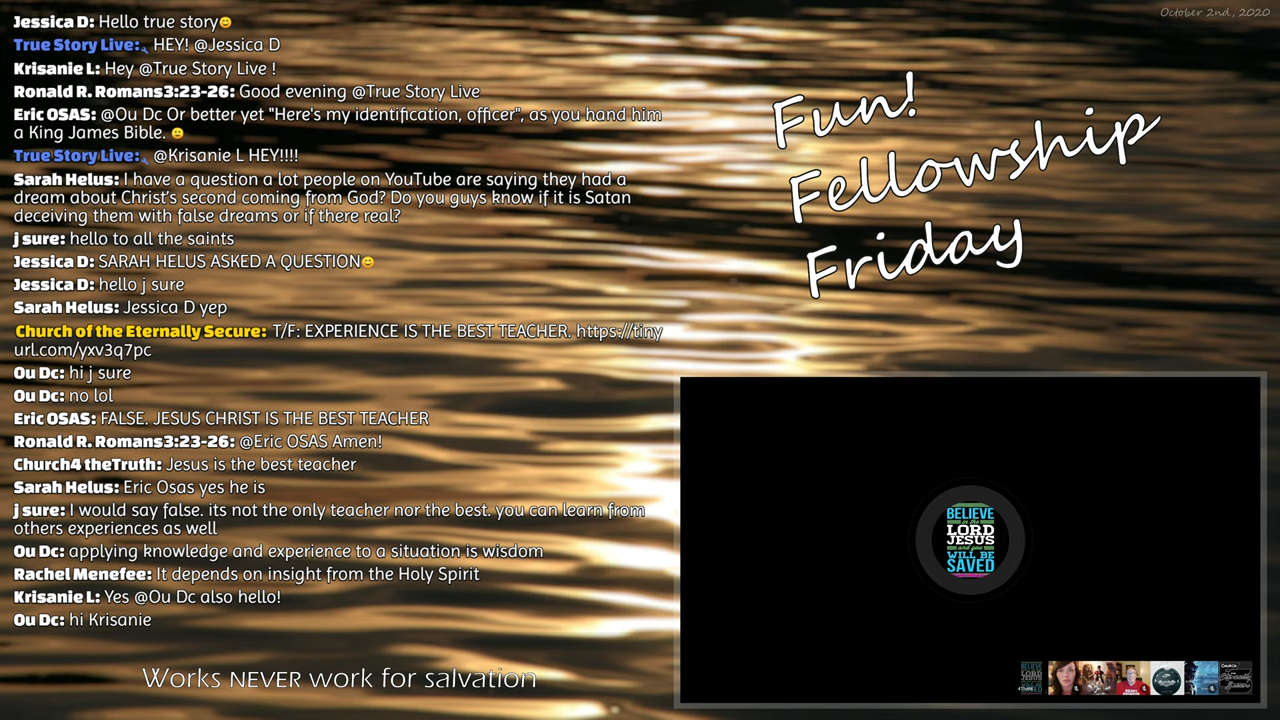 October 2nd, 2020
Jessica D: Hello true story😊
True Story Live: HEY! @Jessica D
Krisanie L: Hey @True Story Live !
Ronald R. Romans3:23-26: Good evening @True Story Live
Eric OSAS: @Ou Dc Or better yet "Here's my identification, officer", as you hand him
a King James Bible. 🙂
True Story Live: @Krisanie L HEY!!!!
Sarah Helus: I have a question a lot people on YouTube are saying they had a
dream about Christ's second coming from God? Do you guys know if it is Satan
deceiving them with false dreams or if there real?
j sure: hello to all the saints
Jessica D: SARAH HELUS ASKED A QUESTION😊
Jessica D: hello j sure
Sarah Helus: Jessica D yep
Church of the Eternally Secure: T/F: EXPERIENCE IS THE BEST TEACHER. https://tiny
url.com/yxv3q7pc
Ou Dc: hi j sure
Ou Dc: no lol
Eric OSAS: FALSE. JESUS CHRIST IS THE BEST TEACHER
Ronald R. Romans3:23-26: @Eric OSAS Amen!
Church4 theTruth: Jesus is the best teacher
Sarah Helus: Eric Osas yes he is
j sure: I would say false. its not the only teacher nor the best. you can learn from
others experiences as well
Ou Dc: applying knowledge and experience to a situation is wisdom
Rachel Menefee: It depends on insight from the Holy Spirit
Krisanie L: Yes @Ou Dc also hello!
Ou Dc: hi Krisanie
Works NEVER work for salvation
Fun!
Fellowship
Friday
BELIEVE
in the
LORD
JESUS
and you
WILL BE
SAVED